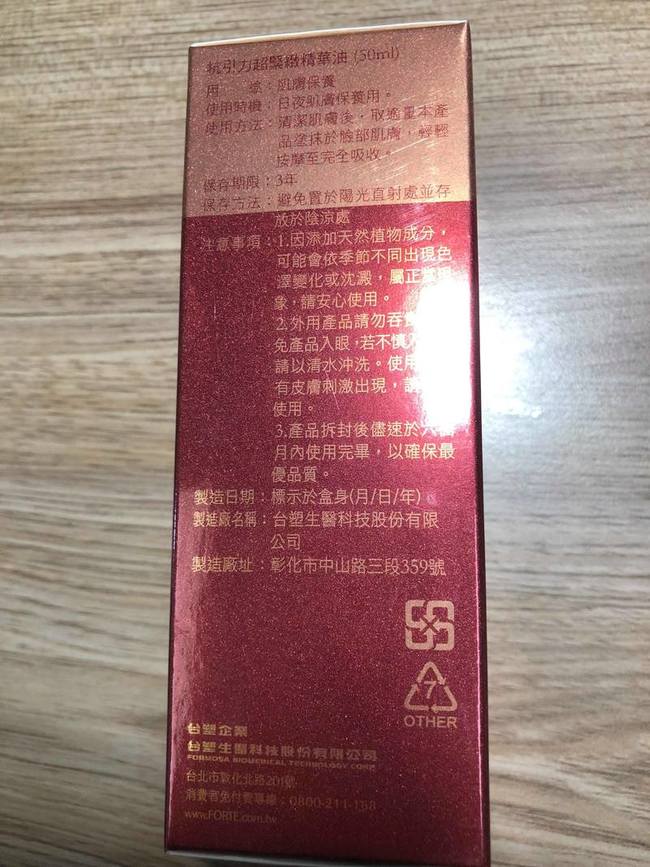 抗引力超緊緻精華油 (50ml)
用 途：肌膚保養
使用時機：日夜肌膚保養用。
使用方法：清潔肌膚後，取適量本產
品塗抹於臉部肌膚，輕輕
按摩至完全吸收。
保存期限：3年
保存方法：避免置於陽光直射處並存
放於陰涼處
注意事項：1.因添加天然植物成分，
可能會依季節不同出現色
澤變化或沈澱，屬正常現
象，請安心使用。
2.外用產品請勿吞
免產品入眼，若不慎
請以清水沖洗。使用
有皮膚刺激出現，請
使用。
3.產品拆封後儘速於六個
月內使用完畢，以確保最
優品質。
製造日期：標示於盒身(月/日/年)。
製造廠名稱：台塑生醫科技股份有限
公司
製造廠址：彰化市中山路三段359號
7
OTHER
台塑企業
台塑生醫科技股份有限公司
FORMOSA BIOMEDICAL TECHNOLOGY CORP.
台北市敦化北路201號
消費者免付費專線：0800-211-188
www.FORTE.com.tw